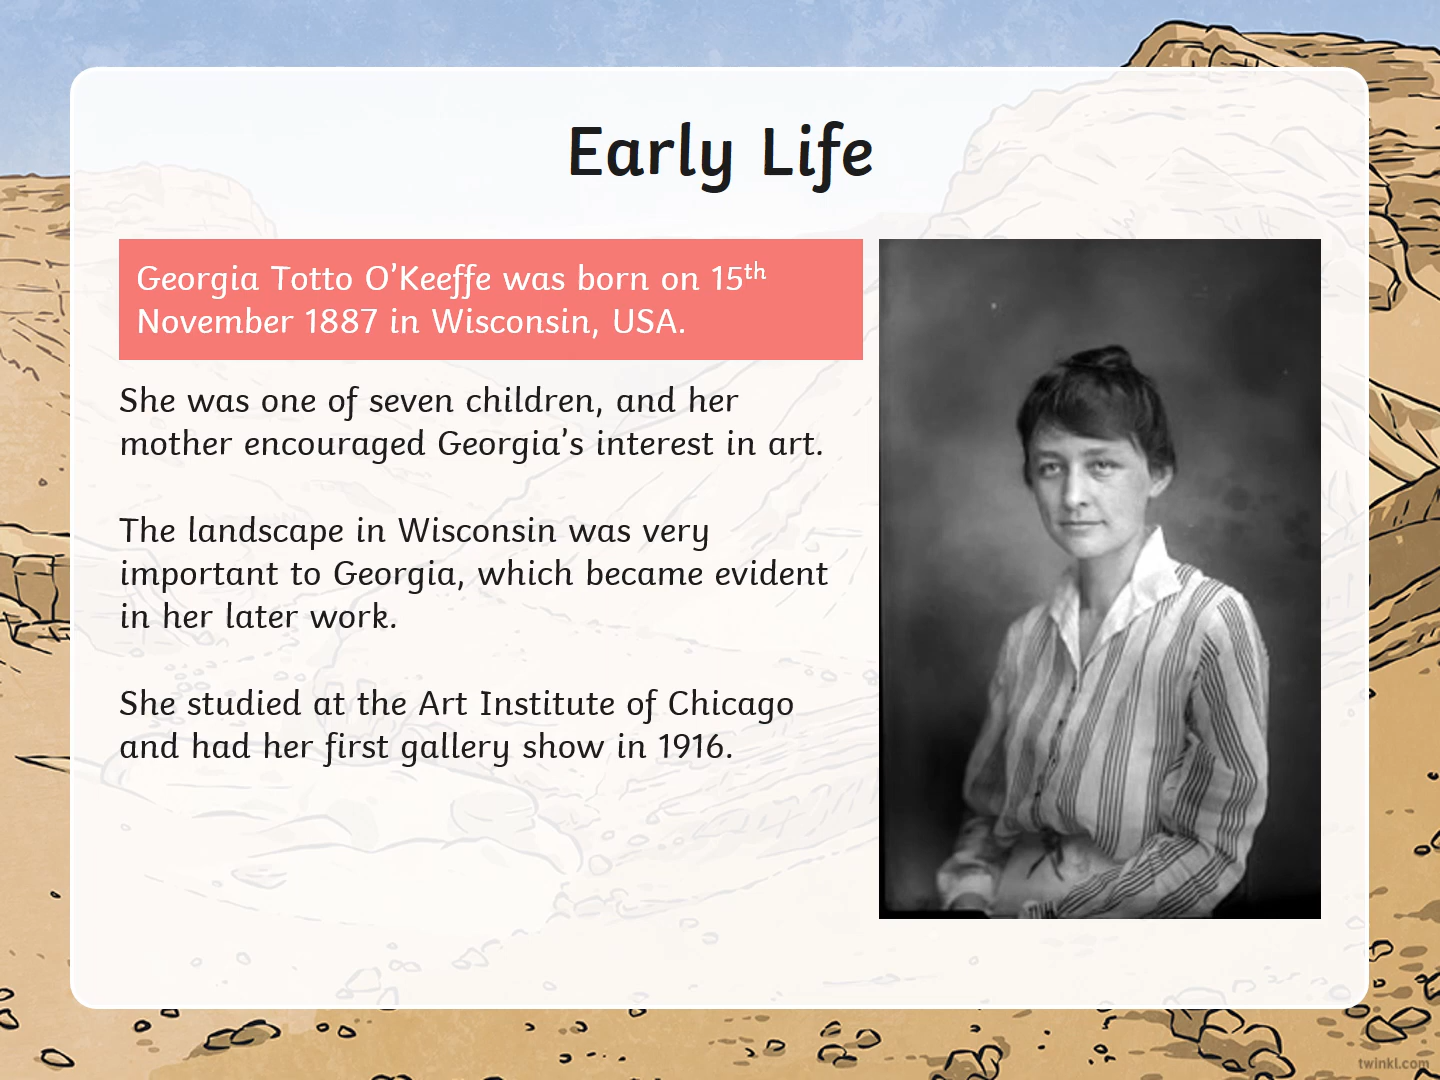 Early Life
Georgia Totto O’Keeffe was born on 15th
November 1887 in Wisconsin, USA.
She was one of seven children, and her
mother encouraged Georgia’s interest in art.
The landscape in Wisconsin was very
important to Georgia, which became evident
in her later work.
She studied at the Art Institute of Chicago
and had her first gallery show in 1916.
twinkl.com